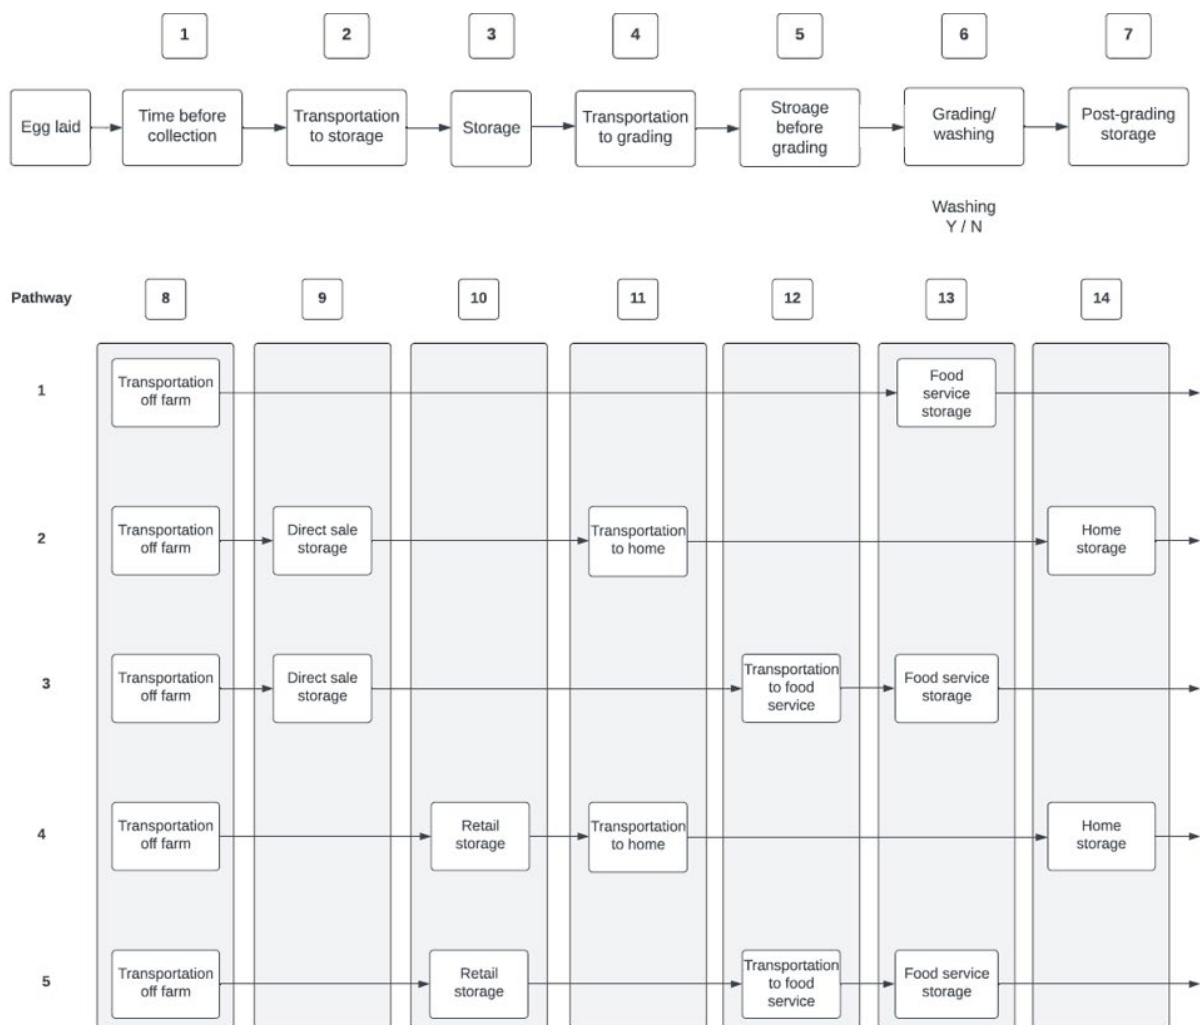 1
2
3
4
5
6
7
Egg laid
Time before
collection
Transportation
to storage
Storage
Transportation
to grading
Stroage
before
grading
Grading/
washing
Post-grading
storage
Washing
Y / N
Pathway
8
9
10
11
12
13
14
1
Transportation
off farm
Food
service
storage
2
Transportation
off farm
Direct sale
storage
Transportation
to home
Home
storage
3
Transportation
off farm
Direct sale
storage
Transportation
to food
service
Food service
storage
4
Transportation
off farm
Retail
storage
Transportation
to home
Home
storage
5
Transportation
off farm
Retail
storage
Transportation
to food
service
Food service
storage